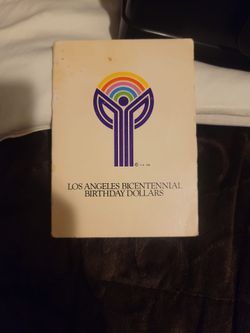 LOS ANGELES BICENTENNIAL
BIRTHDAY DOLLARS